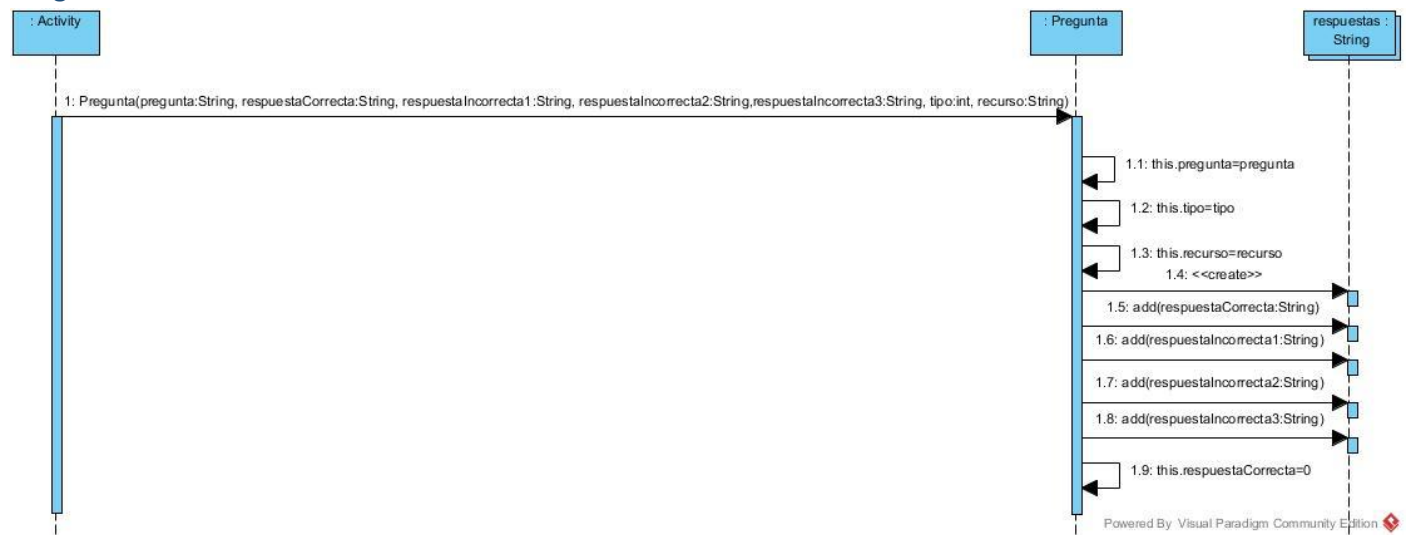 : Activity
: Pregunta
respuestas :
String
1: Pregunta(pregunta:String, respuestaCorrecta:String, respuestaIncorrecta1:String, respuestaIncorrecta2:String,respuestaIncorrecta3:String, tipo:int, recurso:String)
1.1: this.pregunta=pregunta
1.2: this.tipo=tipo
1.3: this.recurso=recurso
1.4: <<create>>
1.5: add(respuestaCorrecta:String)
1.6: add(respuestaIncorrecta1:String)
1.7: add(respuestaIncorrecta2:String)
1.8: add(respuestaIncorrecta3:String)
1.9: this.respuestaCorrecta=0
Powered By Visual Paradigm Community Edition